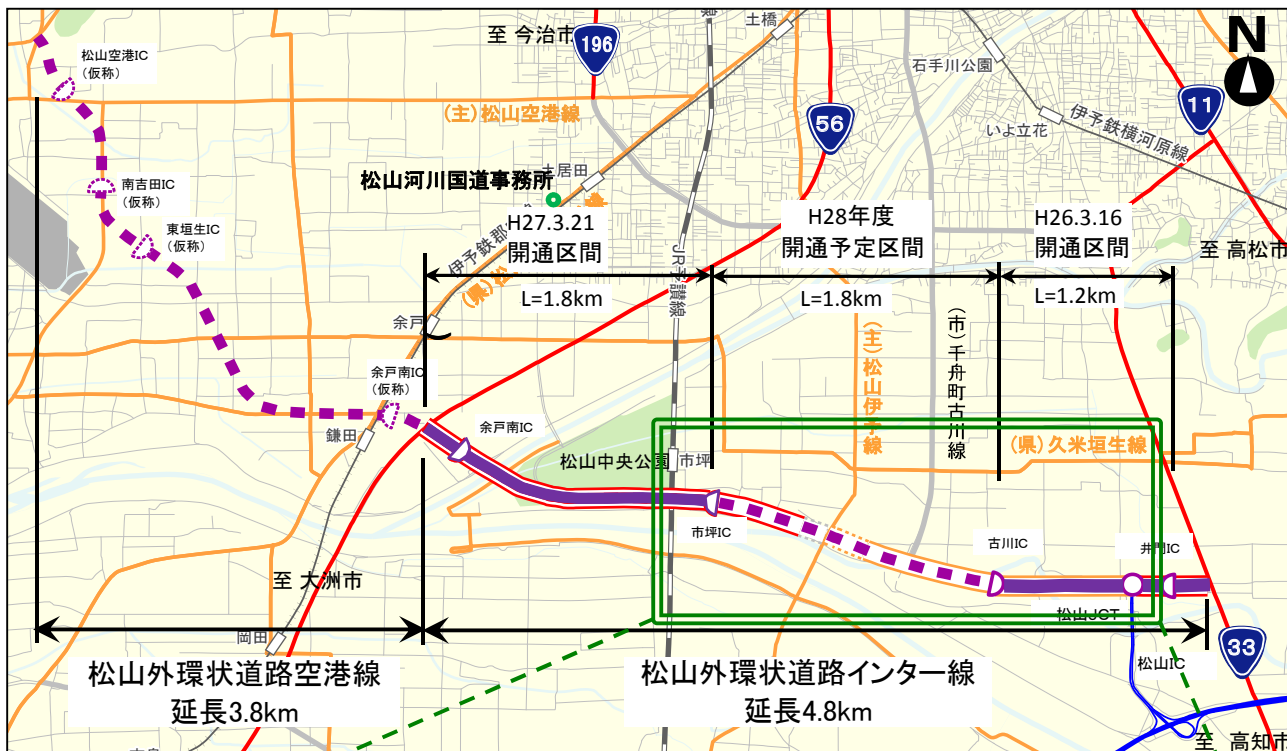 至 今治市
土橋
196
N
松山空港IC
(仮称)
石手川公園
11
(主)松山空港線
56
伊予鉄横河原線
いよ立花
土居田
松山河川国道事務所
南吉田IC
(仮称)
H27.3.21
開通区間
H28年度
開通予定区間
H26.3.16
開通区間
東垣生IC
(仮称)
至 高松市
伊予鉄郡
JR予讃線
L=1.8km
L=1.8km
L=1.2km
余戸
(主)松山伊予線
(市)千舟町古川線
余戸南IC
(仮称)
余戸南IC
鎌田
(県)久米垣生線
松山中央公園
市坪
市坪IC
古川IC
井門IC
至 大洲市
松山JCT
岡田
33
松山外環状道路空港線
延長3.8km
松山外環状道路インター線
延長4.8km
松山IC
至 高知市